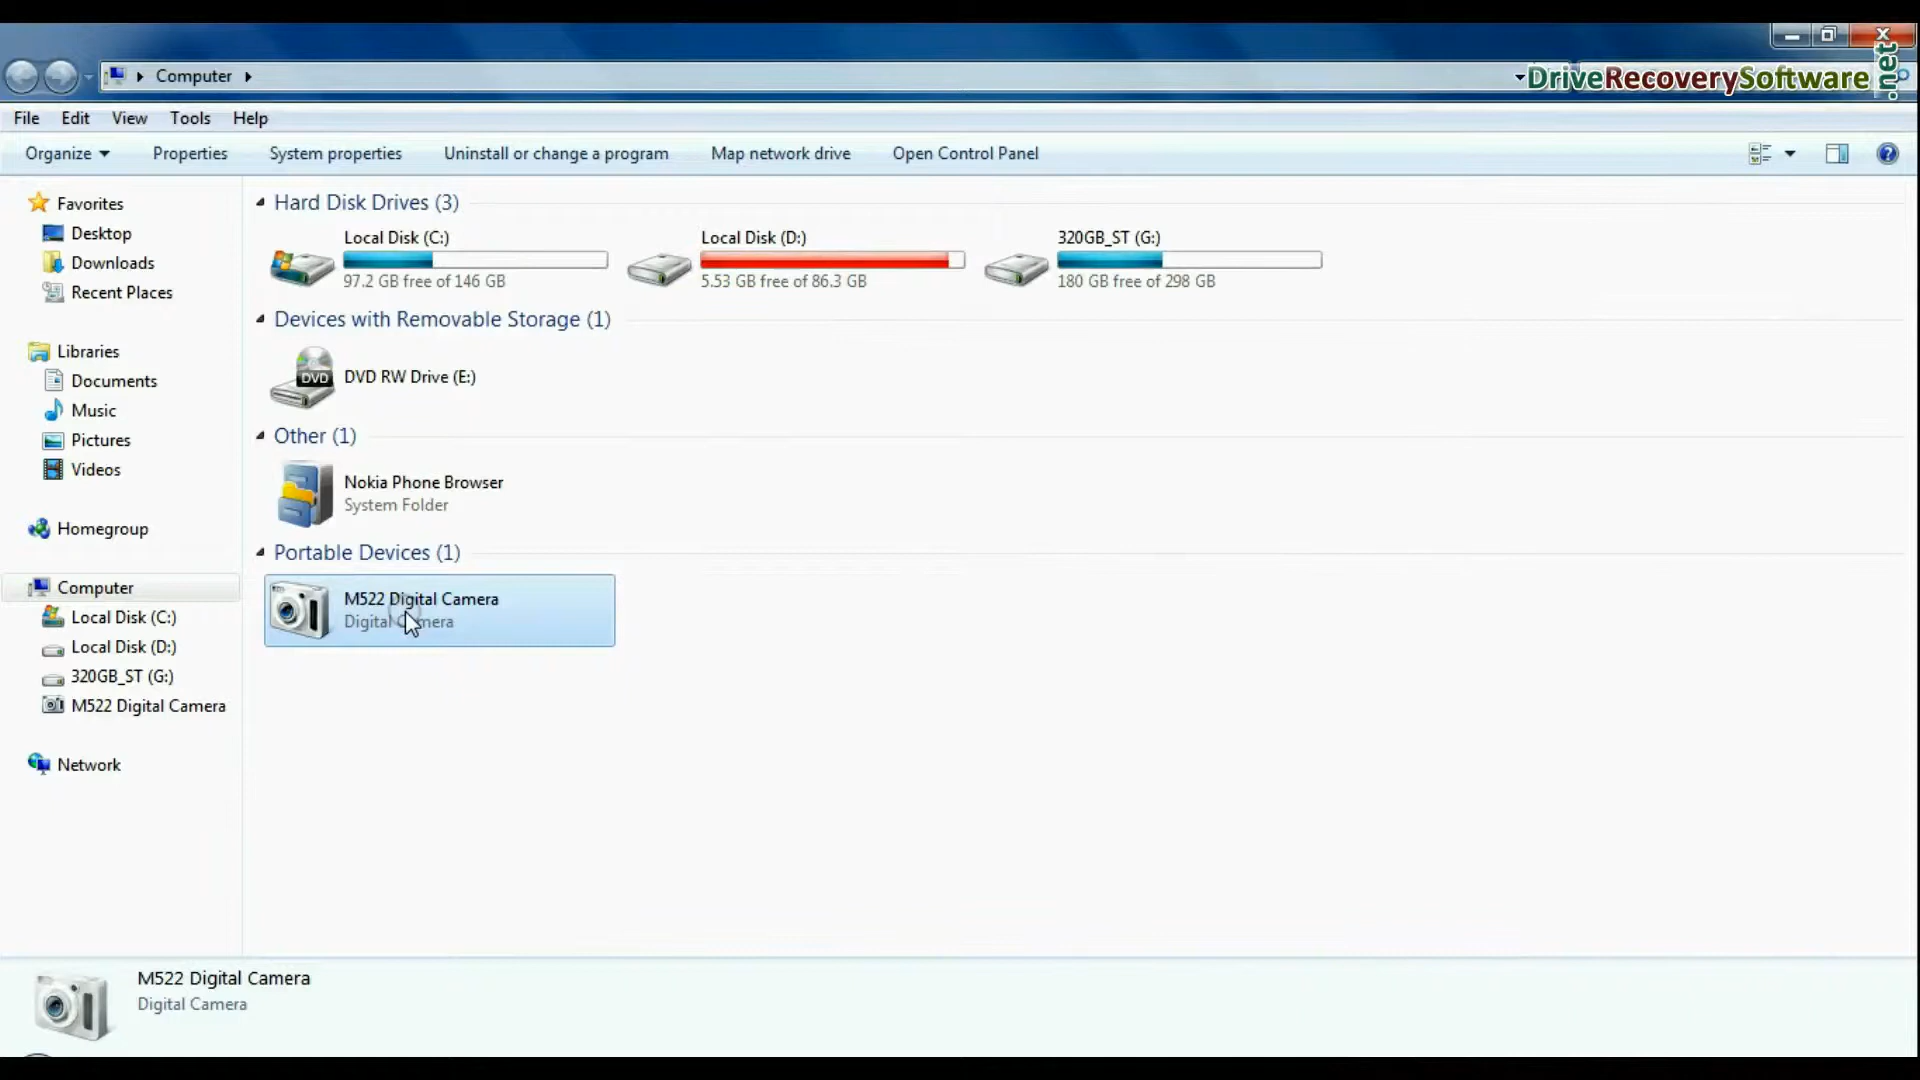 Computer
DriveRecoverySoftware.net
File Edit View Tools Help
Organize Properties System properties Uninstall or change a program Map network drive Open Control Panel
Favorites
Desktop
Downloads
Recent Places
Libraries
Documents
Music
Pictures
Videos
Homegroup
Computer
Local Disk (C:)
Local Disk (D:)
320GB_ST (G:)
M522 Digital Camera
Network
Hard Disk Drives (3)
Local Disk (C:)
97.2 GB free of 146 GB
Local Disk (D:)
5.53 GB free of 86.3 GB
320GB_ST (G:)
180 GB free of 298 GB
Devices with Removable Storage (1)
DVD
DVD RW Drive (E:)
Other (1)
Nokia Phone Browser
System Folder
Portable Devices (1)
M522 Digital Camera
Digital Camera
M522 Digital Camera
Digital Camera